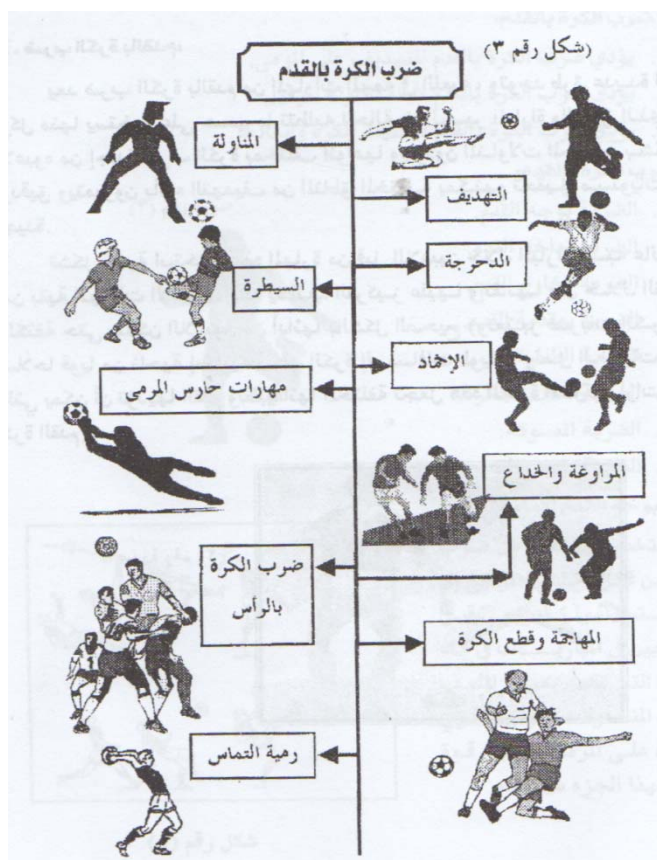 (شكل رقم ٣)
ضرب الكرة بالقدم
المناولة
التهديف
الدحرجة
السيطرة
الإخماد
مهارات حارس المرمى
المراوغة والخداع
ضرب الكرة
بالرأس
المهاجمة وقطع الكرة
رمية التماس